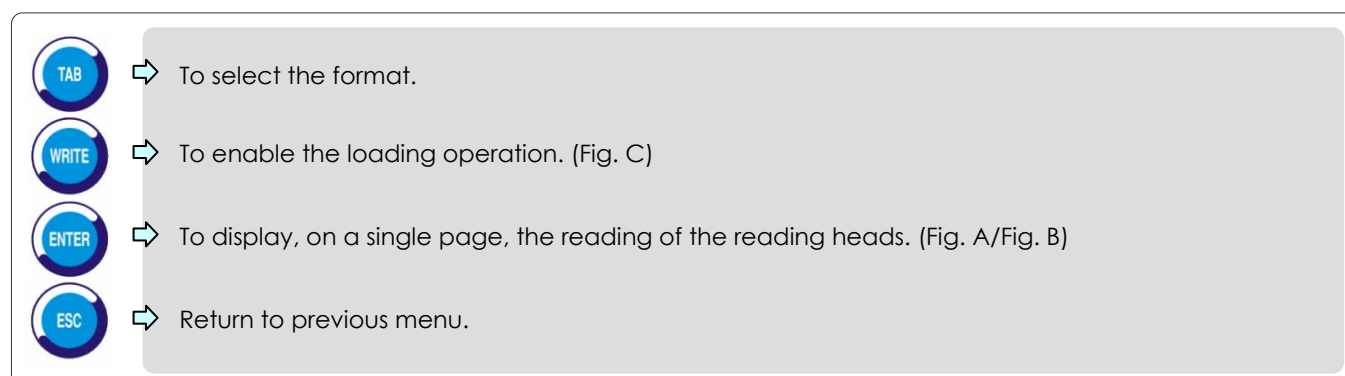 TAB To select the format.
WRITE To enable the loading operation. (Fig. C)
ENTER To display, on a single page, the reading of the reading heads. (Fig. A/Fig. B)
ESC Return to previous menu.